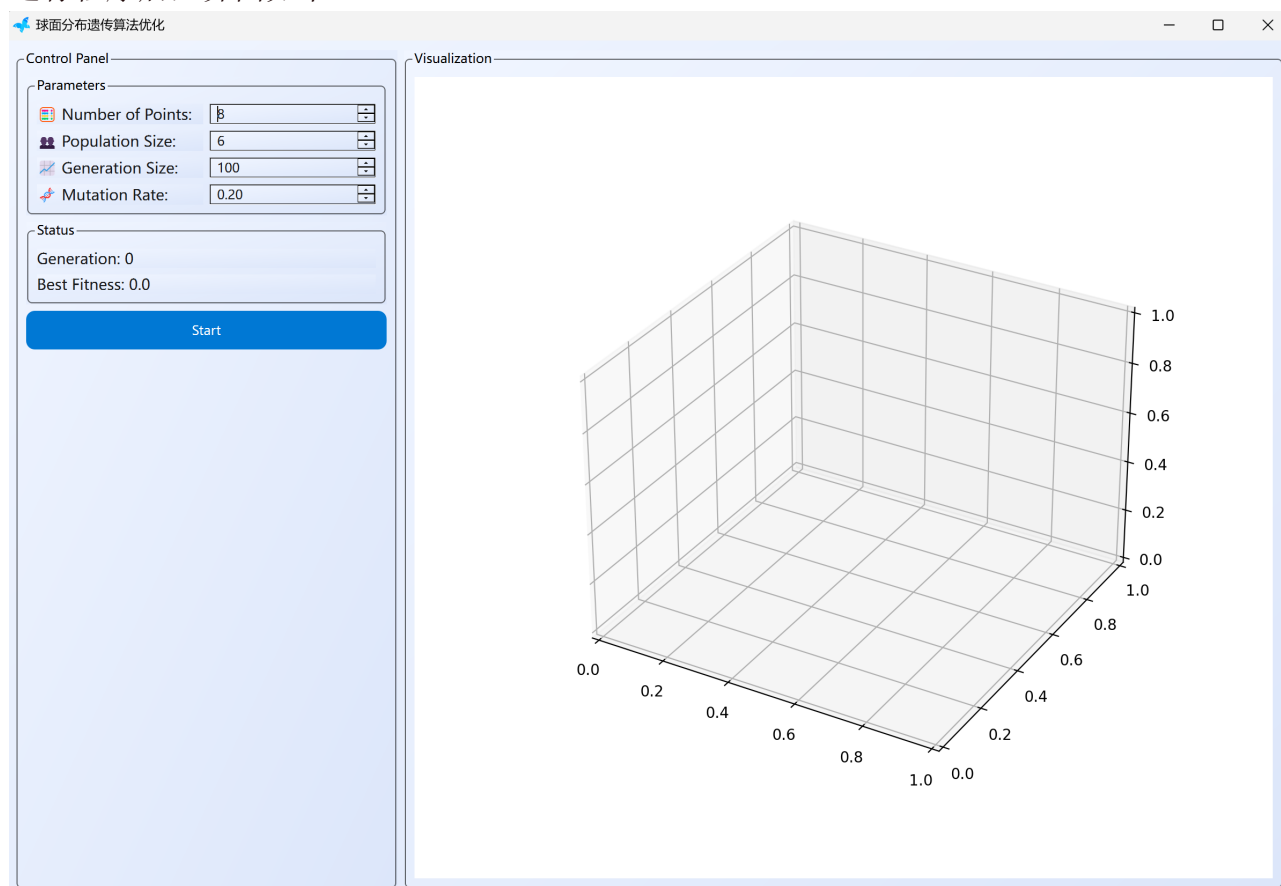 球面分布遗传算法优化
Control Panel
Parameters
Number of Points: 8
Population Size: 6
Generation Size: 100
Mutation Rate: 0.20
Status
Generation: 0
Best Fitness: 0.0
Start
Visualization
1.0
0.8
0.6
0.4
0.2
0.0
1.0
0.8
0.6
0.4
0.2
0.0
0.0
0.2
0.4
0.6
0.8
1.0